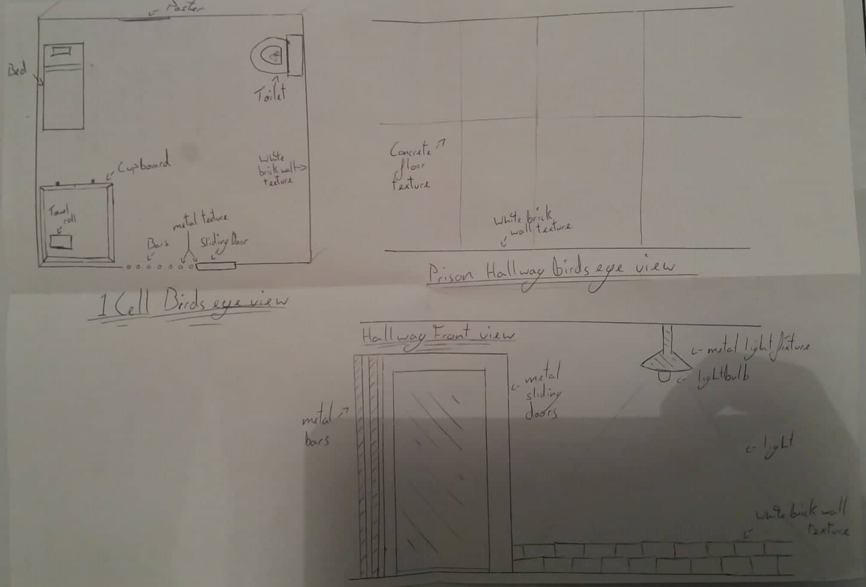 Poster
Bed
Toilet
Cupboard
White
brick wall
texture
Towel
roll
metal texture
Bars
Sliding Door
1 Cell Birds eye view
Concrete
floor
texture
White brick
wall texture
Prison Hallway birds eye view
Hallway Front view
metal light fixture
lightbulb
metal
sliding
doors
metal
bars
light
white brick wall
texture